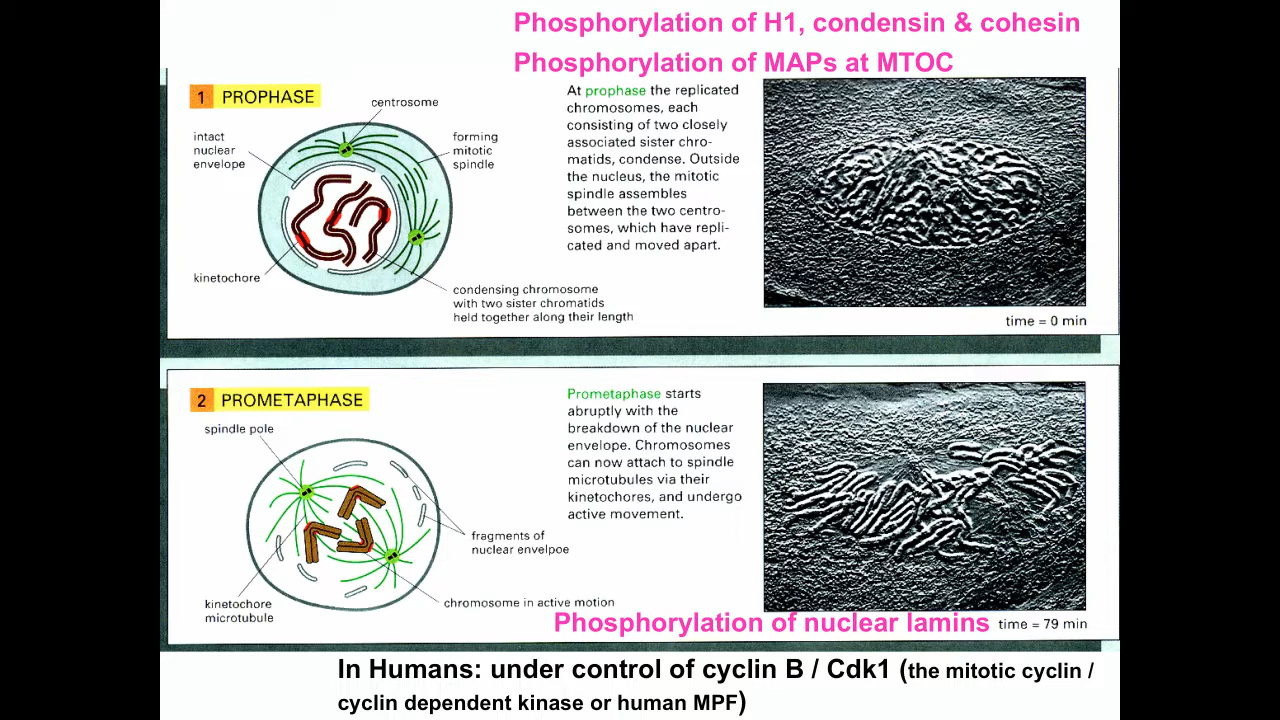 Phosphorylation of H1, condensin & cohesin
Phosphorylation of MAPs at MTOC
1 PROPHASE
centrosome
intact
nuclear
envelope
forming
mitotic
spindle
kinetochore
condensing chromosome
with two sister chromatids
held together along their length
At prophase the replicated
chromosomes, each
consisting of two closely
associated sister chro-
matids, condense. Outside
the nucleus, the mitotic
spindle assembles
between the two centro-
somes, which have repli-
cated and moved apart.
time = 0 min
2 PROMETAPHASE
spindle pole
fragments of
nuclear envelpoe
kinetochore
microtubule
chromosome in active motion
Prometaphase starts
abruptly with the
breakdown of the nuclear
envelope. Chromosomes
can now attach to spindle
microtubules via their
kinetochores, and undergo
active movement.
Phosphorylation of nuclear lamins
time = 79 min
In Humans: under control of cyclin B / Cdk1 (the mitotic cyclin /
cyclin dependent kinase or human MPF)